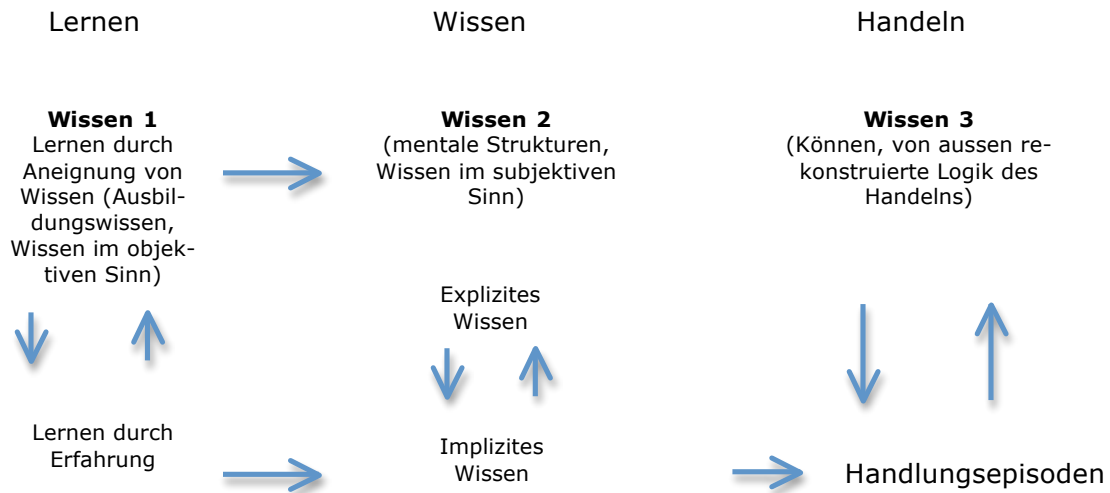 Lernen
Wissen
Handeln
Wissen 1
Lernen durch
Aneignung von
Wissen (Ausbil-
dungswissen,
Wissen im objek-
tiven Sinn)
Wissen 2
(mentale Strukturen,
Wissen im subjektiven
Sinn)
Wissen 3
(Können, von aussen re-
konstruierte Logik des
Handelns)
Explizites
Wissen
Lernen durch
Erfahrung
Implizites
Wissen
Handlungsepisoden